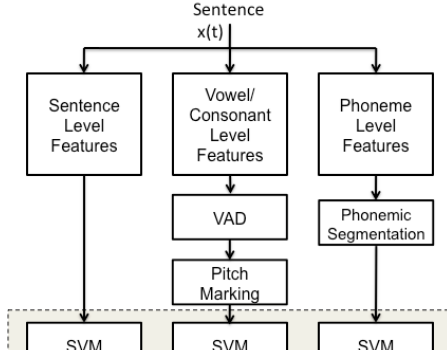 Sentence
x(t)
Sentence
Level
Features
Vowel/
Consonant
Level
Features
Phoneme
Level
Features
VAD
Phonemic
Segmentation
Pitch
Marking
SVM
SVM
SVM